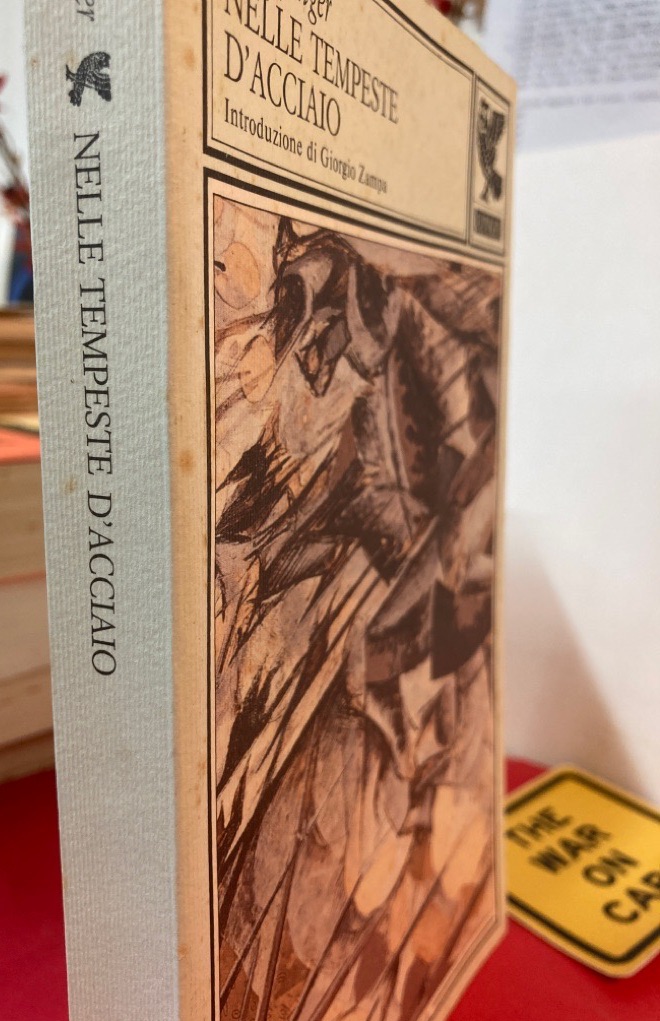 NELLE TEMPESTE
D'ACCIAIO
Introduzione di Giorgio Zampa
NELLE TEMPESTE D'ACCIAIO
THE
WAR
ON